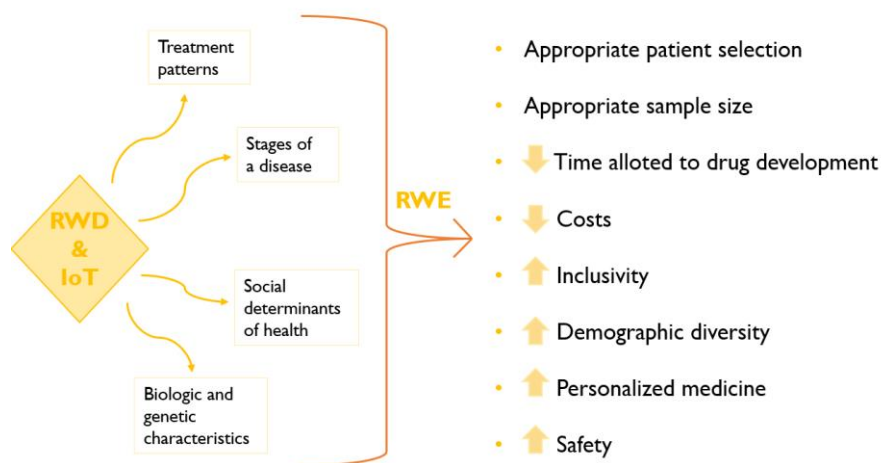 Treatment
patterns
Stages of
a disease
RWD
&
IoT
Social
determinants
of health
Biologic and
genetic
characteristics
RWE
• Appropriate patient selection
• Appropriate sample size
• Time alloted to drug development
• Costs
• Inclusivity
• Demographic diversity
• Personalized medicine
• Safety